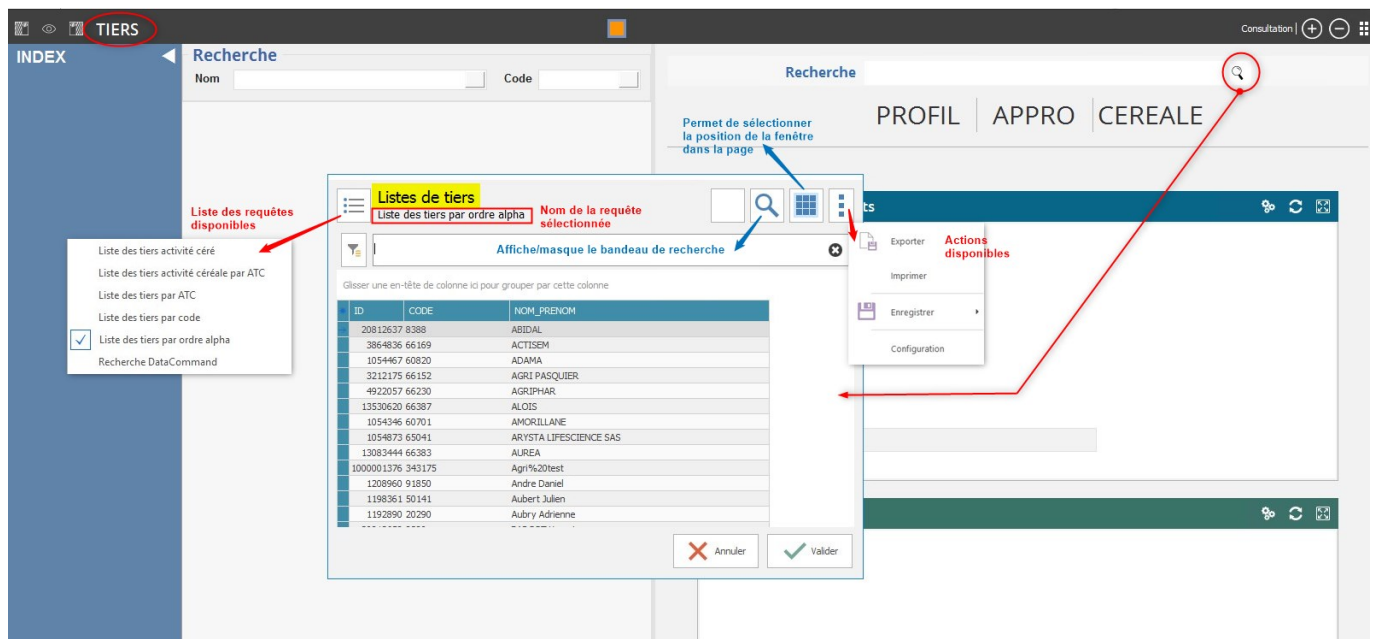 TIERS
Consultation |
INDEX
Recherche
Nom
Code
Recherche
PROFIL
APPRO
CEREALE
Permet de sélectionner
la position de la fenêtre
dans la page
Liste des requêtes
disponibles
Liste des tiers activité céré
Liste des tiers activité céréale par ATC
Liste des tiers par ATC
Liste des tiers par code
Liste des tiers par ordre alpha
Recherche DataCommand
Listes de tiers
Liste des tiers par ordre alpha
Nom de la requête
sélectionnée
ts
Affiche/masque le bandeau de recherche
Actions
disponibles
Exporter
Imprimer
Enregistrer
Configuration
Glisser une en-tête de colonne ici pour grouper par cette colonne
ID CODE NOM_PRENOM
20812637 8388 ABIDAL
3864836 66169 ACTISEM
1054467 60820 ADAMA
3212175 66152 AGRI PASQUIER
4922057 66230 AGRIPHAR
13530620 66387 ALOIS
1054346 60701 AMORILLANE
1054873 65041 ARYSTA LIFESCIENCE SAS
13083444 66383 AUREA
1000001376 343175 Agri%20test
1208960 91850 Andre Daniel
1198361 50141 Aubert Julien
1192890 20290 Aubry Adrienne
Annuler
Valider